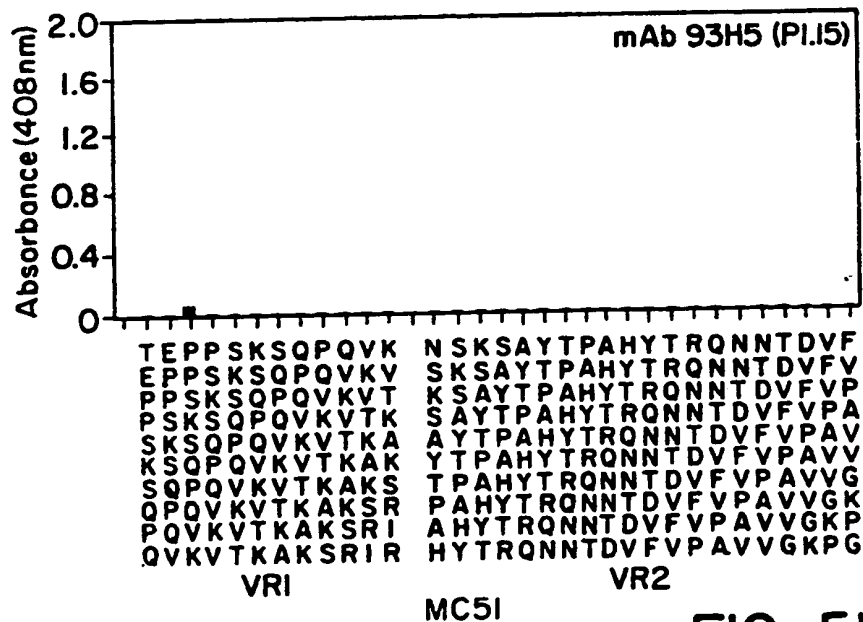 mAb 93H5 (P1.15)
Absorbance (408nm)
2.0
1.6
1.2
0.8
0.4
0
TEPPSKSQPQVK NSKSAYTPAHYTRQNNTDVF
EPPSKSQPQVKV SKSAYTPAHYTRQNNTDVFV
PPSKSQPQVKVT KSAYTPAHYTRQNNTDVFVP
PSKSQPQVKVTK SAYTPAHYTRQNNTDVFVPA
SKSQPQVKVTKA AYTPAHYTRQNNTDVFVPAV
KSQPQVKVTKAK YTPAHYTRQNNTDVFVPAVV
SQPQVKVTKAKS TPAHYTRQNNTDVFVPAVVG
QPQVKVTKAKSR PAHYTRQNNTDVFVPAVVGK
PQVKVTKAKSRI AHYTRQNNTDVFVPAVVGKP
QVKVTKAKSRIR HYTRQNNTDVFVPAVVGKPG
VR1 VR2
MC51